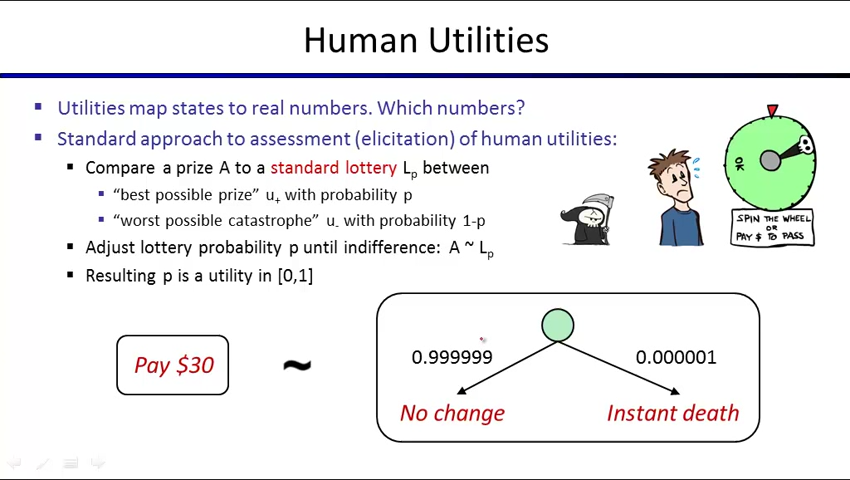 Human Utilities
Utilities map states to real numbers. Which numbers?
Standard approach to assessment (elicitation) of human utilities:
Compare a prize A to a standard lottery Lp between
“best possible prize” u+ with probability p
“worst possible catastrophe” u- with probability 1-p
Adjust lottery probability p until indifference: A ~ Lp
Resulting p is a utility in [0,1]
OK
SPIN THE WHEEL
OR
PAY $ TO PASS
Pay $30
~
0.999999
0.000001
No change
Instant death